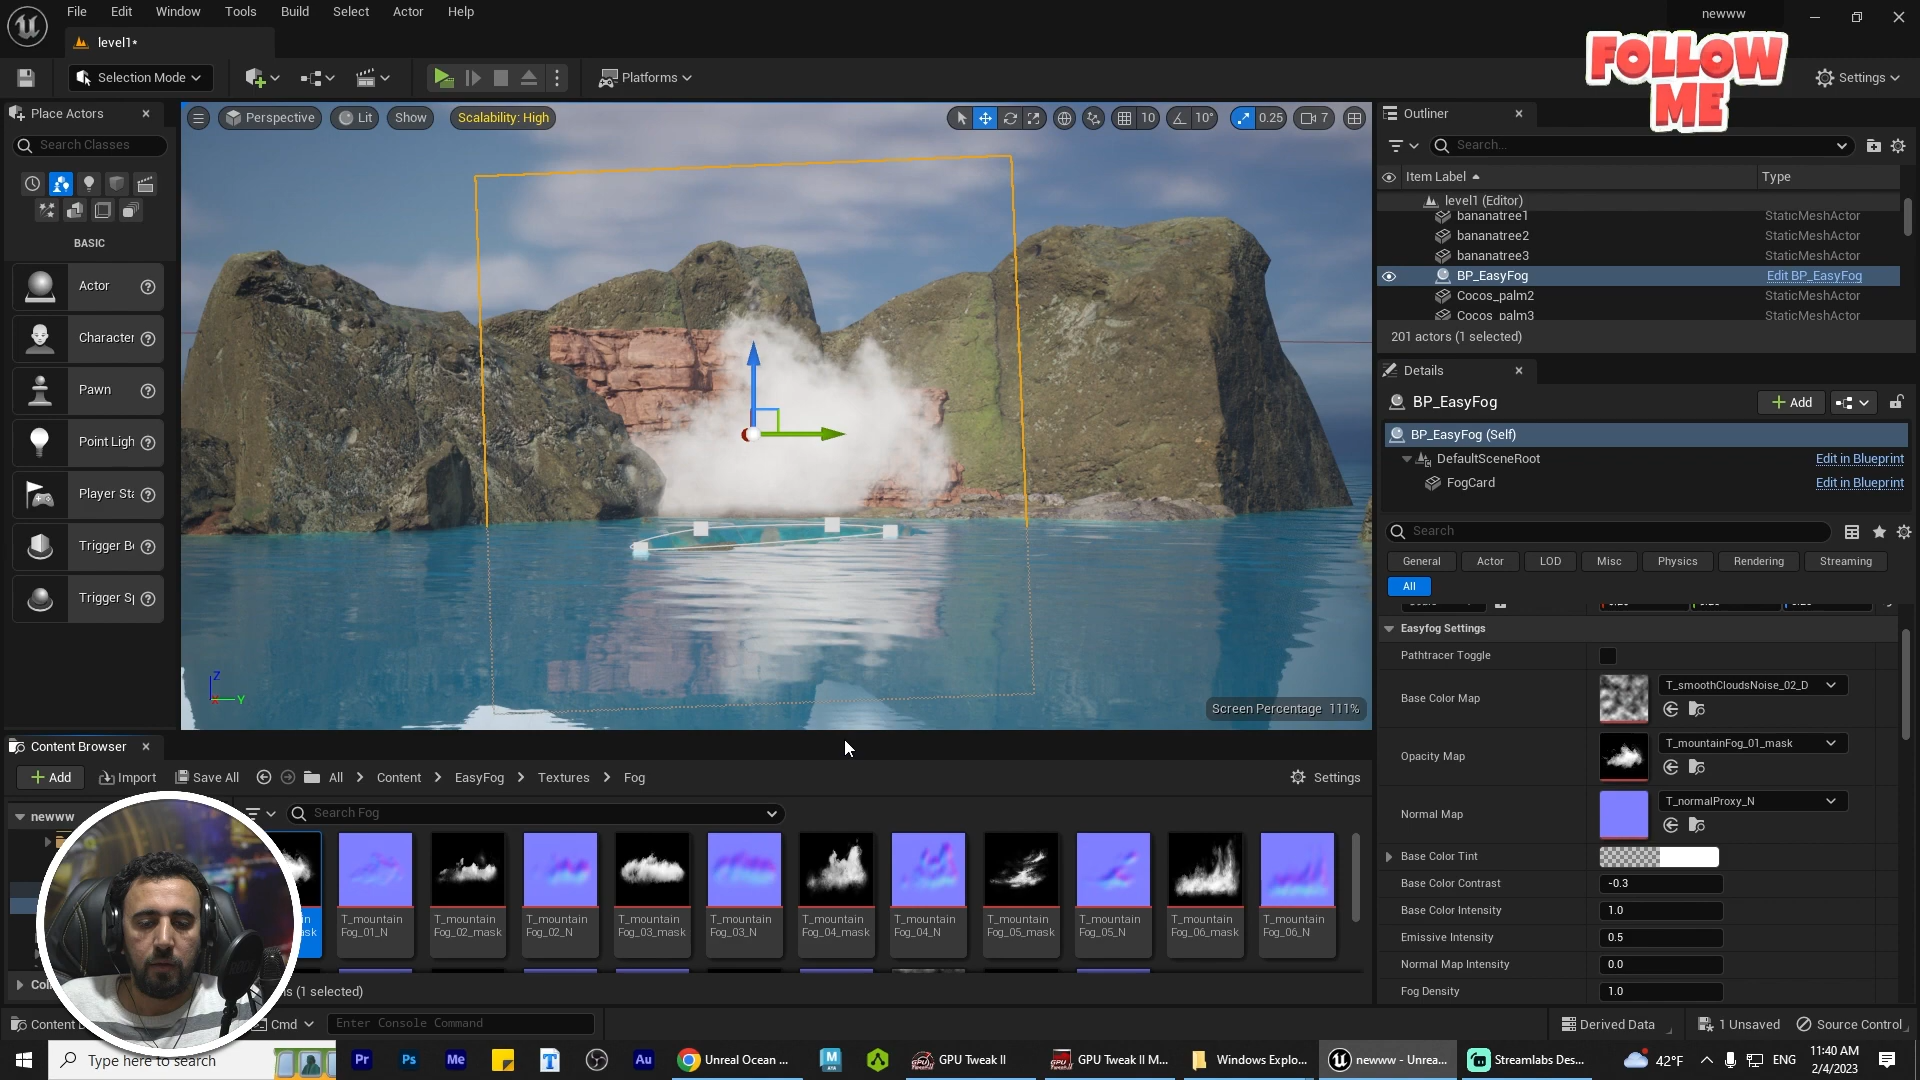 File Edit Window Tools Build Select Actor Help
newww
level1*
FOLLOW
ME
Selection Mode
Platforms
Settings
Place Actors
Search Classes
BASIC
Actor
Character
Pawn
Point Ligh
Player Sta
Trigger Bo
Trigger Sp
Perspective Lit Show Scalability: High
10 10° 0.25 7
Z
Y
Screen Percentage 111%
Outliner
Search...
Item Label Type
level1 (Editor)
bananatree1 StaticMeshActor
bananatree2 StaticMeshActor
bananatree3 StaticMeshActor
BP_EasyFog Edit BP_EasyFog
Cocos_palm2 StaticMeshActor
Cocos_palm3 StaticMeshActor
201 actors (1 selected)
Details
BP_EasyFog
Add
BP_EasyFog (Self)
DefaultSceneRoot Edit in Blueprint
FogCard Edit in Blueprint
Search
General Actor LOD Misc Physics Rendering Streaming
All
Easyfog Settings
Pathtracer Toggle
Base Color Map T_smoothCloudsNoise_02_D
Opacity Map T_mountainFog_01_mask
Normal Map T_normalProxy_N
Base Color Tint
Base Color Contrast -0.3
Base Color Intensity 1.0
Emissive Intensity 0.5
Normal Map Intensity 0.0
Fog Density 1.0
Content Browser
Add Import Save All All Content EasyFog Textures Fog Settings
newww
Search Fog
T_mountain
Fog_01_N
T_mountain
Fog_02_mask
T_mountain
Fog_02_N
T_mountain
Fog_03_mask
T_mountain
Fog_03_N
T_mountain
Fog_04_mask
T_mountain
Fog_04_N
T_mountain
Fog_05_mask
T_mountain
Fog_05_N
T_mountain
Fog_06_mask
T_mountain
Fog_06_N
(1 selected)
Cmd Enter Console Command
Derived Data 1 Unsaved Source Control
Type here to search
Pr Ps Me T Au
Unreal Ocean ...
GPU Tweak II
GPU Tweak II M...
Windows Explo...
newww - Unrea...
Streamlabs Des...
42°F
ENG
11:40 AM
2/4/2023